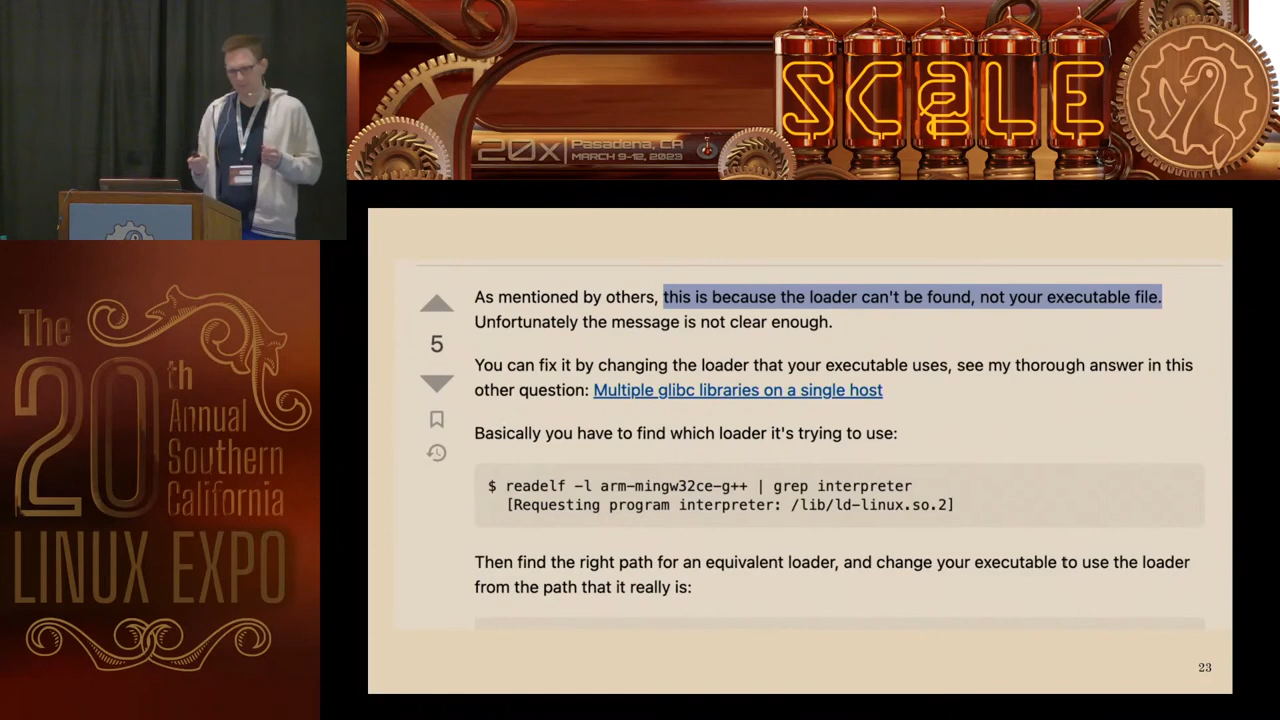 SCaLE
20x
Pasadena, CA
MARCH 9-12, 2023
The
20th
Annual
Southern
California
LINUX EXPO
As mentioned by others, this is because the loader can't be found, not your executable file.
Unfortunately the message is not clear enough.
5
You can fix it by changing the loader that your executable uses, see my thorough answer in this
other question: Multiple glibc libraries on a single host
Basically you have to find which loader it's trying to use:
$ readelf -l arm-mingw32ce-g++ | grep interpreter
[Requesting program interpreter: /lib/ld-linux.so.2]
Then find the right path for an equivalent loader, and change your executable to use the loader
from the path that it really is:
23